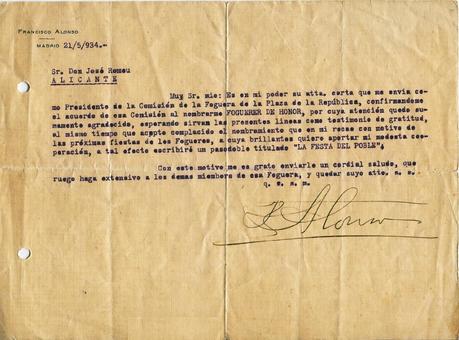 FRANCISCO ALONSO
MADRID 21/5/934.-
Sr. Don José Romeu
ALICANTE
Muy Sr. mio: Es en mi poder su atta. carta que me envia co-
mo Presidente de la Comisión de la Foguera de la Plaza de la República, confirmandome
el acuerdo de esa Comisión al nombrarme FOGUERER DE HONOR, por cuya atención quedo su-
mamente agradecido, esperando sirvan las presentes lineas como testimonio de gratitud,
al mismo tiempo que acepto complacido el nombramiento que en mi recae con motivo de
las próximas fiestas de les Fogueres, a cuya brillantes quiero aportar mi modesta co-
operación, a tal efecto escribiré un pasodoble titulado "LA FESTA DEL POBLE",
Con este motivo me es grato enviarle un cordial saludo, que
ruego haga extensivo a los demas miembros de esa Foguera, y quedar suyo atto. s. s.
q. e. s. m.
F Alonso